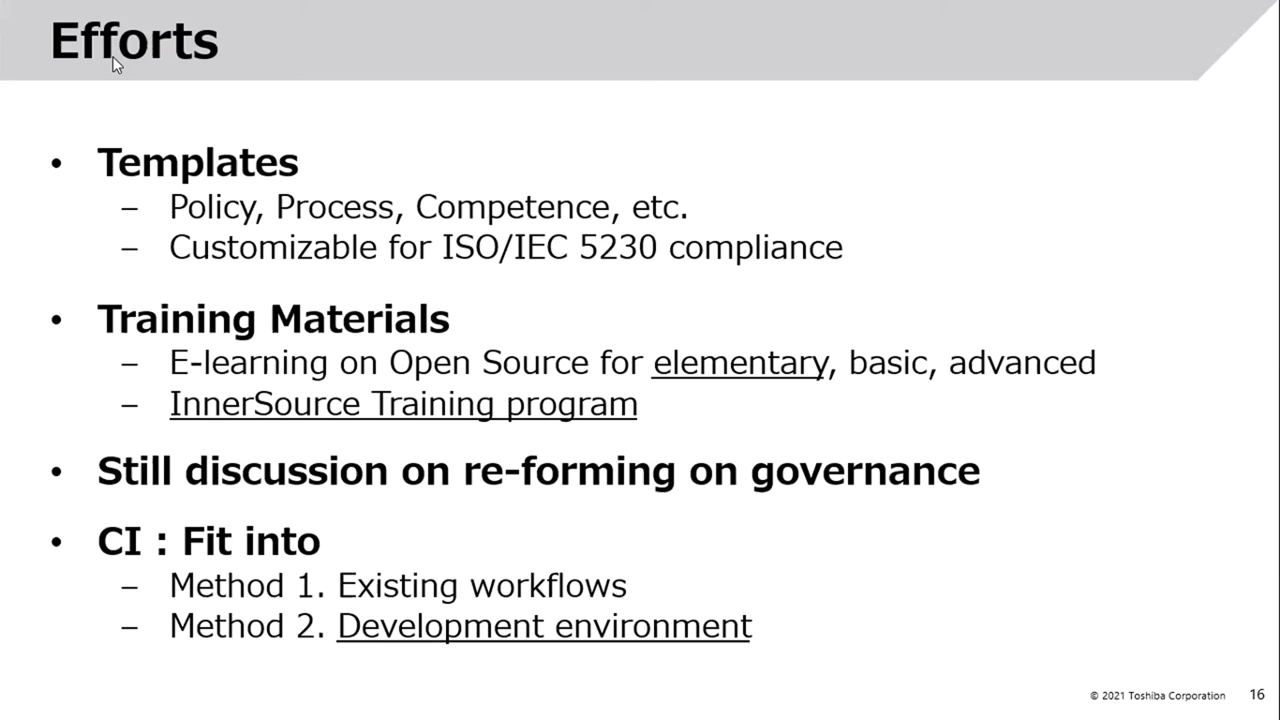 Efforts
• Templates
– Policy, Process, Competence, etc.
– Customizable for ISO/IEC 5230 compliance
• Training Materials
– E-learning on Open Source for elementary, basic, advanced
– InnerSource Training program
• Still discussion on re-forming on governance
• CI : Fit into
– Method 1. Existing workflows
– Method 2. Development environment
© 2021 Toshiba Corporation 16